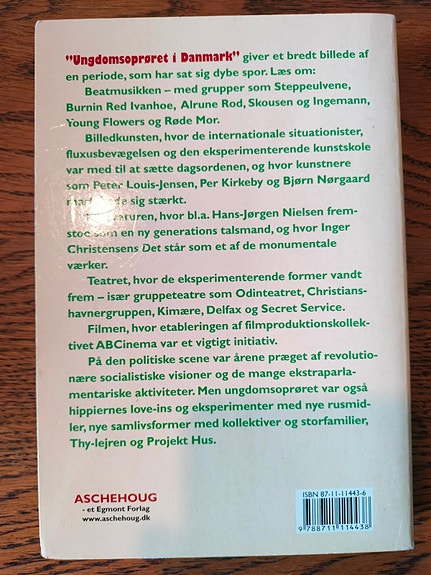 "Ungdomsoprøret i Danmark" giver et bredt billede af
en periode, som har sat sig dybe spor. Læs om:
Beatmusikken – med grupper som Steppeulvene,
Burnin Red Ivanhoe, Alrune Rod, Skousen og Ingemann,
Young Flowers og Røde Mor.
Billedkunsten, hvor de internationale situationister,
fluxusbevægelsen og den eksperimenterende kunstskole
var med til at sætte dagsordenen, og hvor kunstnere
som Peter Louis-Jensen, Per Kirkeby og Bjørn Nørgaard
sig stærkt.
hvor bl.a. Hans-Jørgen Nielsen frem-
som en ny generations talsmand, og hvor Inger
Christensens Det står som et af de monumentale
værker.
Teatret, hvor de eksperimenterende former vandt
frem – især gruppeteatre som Odinteatret, Christians-
havnergruppen, Kimære, Delfax og Secret Service.
Filmen, hvor etableringen af filmproduktionskollek-
tivet ABCinema var et vigtigt initiativ.
På den politiske scene var årene præget af revolutio-
nære socialistiske visioner og de mange ekstraparla-
mentariske aktiviteter. Men ungdomsoprøret var også
hippiernes love-ins og eksperimenter med nye rusmid-
ler, nye samlivsformer med kollektiver og storfamilier,
Thy-lejren og Projekt Hus.
ASCHEHOUG
- et Egmont Forlag
www.aschehoug.dk
ISBN 87-11-11443-6
9 788711 114438